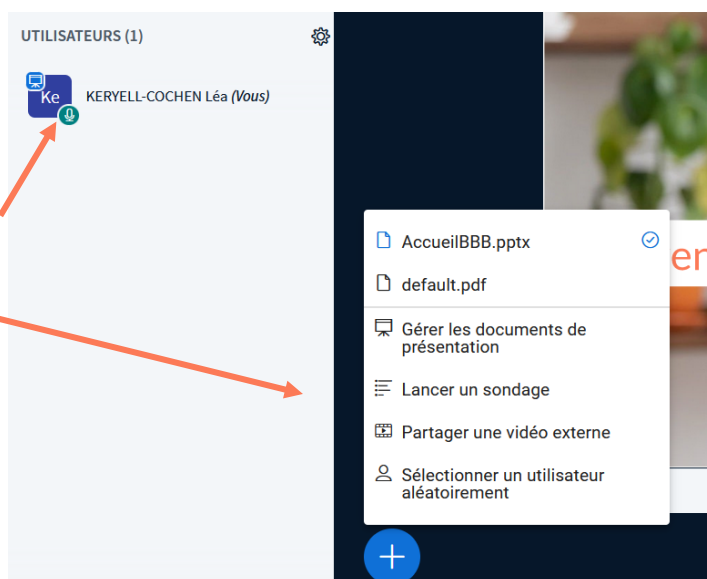 UTILISATEURS (1)
Ke
KERYELL-COCHEN Léa (Vous)
AccueilBBB.pptx
en
default.pdf
Gérer les documents de
présentation
Lancer un sondage
Partager une vidéo externe
Sélectionner un utilisateur
aléatoirement